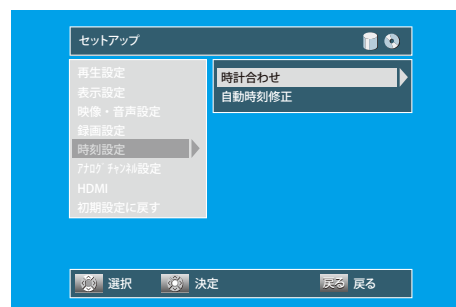 セットアップ
再生設定
表示設定
映像・音声設定
録画設定
時刻設定
ｱﾅﾛｸﾞ ﾁｬﾝﾈﾙ設定
HDMI
初期設定に戻す
時計合わせ
自動時刻修正
選択 決定 戻る 戻る